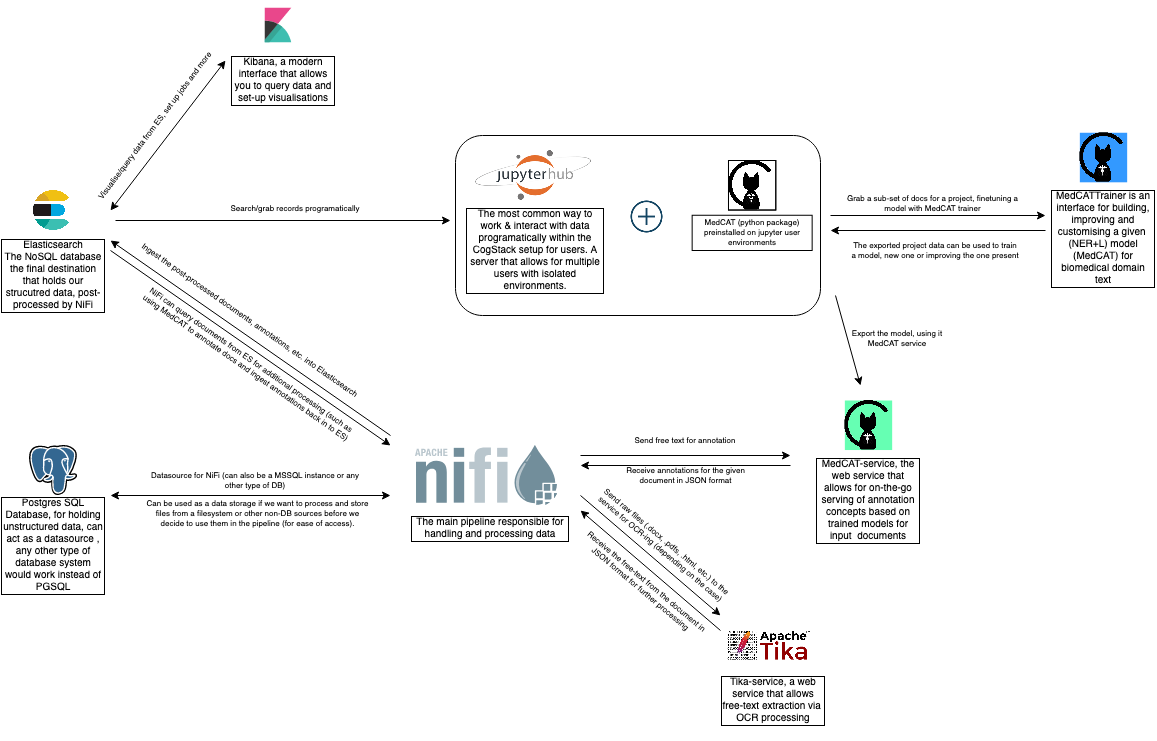 Kibana, a modern
interface that allows
you to query data and
set-up visualisations
Visualise/query data from ES, set up jobs and more
Elasticsearch
The NoSQL database
the final destination
that holds our
strucutred data, post-
processed by NiFi
Search/grab records programatically
jupyterhub
The most common way to
work & interact with data
programatically within the
CogStack setup for users. A
server that allows for multiple
users with isolated
environments.
MedCAT (python package)
preinstalled on jupyter user
environments
Grab a sub-set of docs for a project, finetuning a
model with MedCAT trainer
The exported project data can be used to train
a model, new one or improving the one present
MedCATTrainer is an
interface for building,
improving and
customising a given
(NER+L) model
(MedCAT) for
biomedical domain
text
Ingest the post-processed documents, annotations, etc. into Elasticsearch
NiFi can query documents from ES for additional processing (such as
using MedCAT to annotate docs and ingest annotations back in to ES)
Export the model, using it
MedCAT service
MedCAT-service, the
web service that
allows for on-the-go
serving of annotation
concepts based on
trained models for
input documents
Postgres SQL
Database, for holding
unstructured data, can
act as a datasource ,
any other type of
database system
would work instead of
PGSQL
Datasource for NiFi (can also be a MSSQL instance or any
other type of DB)
Can be used as a data storage if we want to process and store
files from a filesystem or other non-DB sources before we
decide to use them in the pipeline (for ease of access).
APACHE
nifi
The main pipeline responsible for
handling and processing data
Send free text for annotation
Receive annotations for the given
document in JSON format
Send raw files (.docx, .pdfs, .html, etc.) to the
service for OCR-ing (depending on the case)
Receive the free-text from the document in
JSON format for further processing
Apache
Tika
Tika-service, a web
service that allows
free-text extraction via
OCR processing